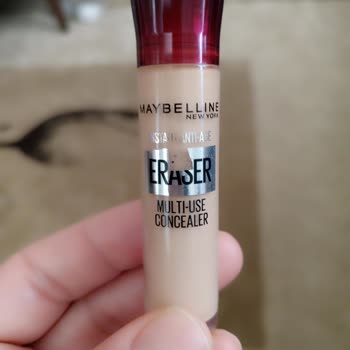 MAYBELLINE
NEW YORK
ANTI-AGE
ERASER
MULTI-USE
CONCEALER